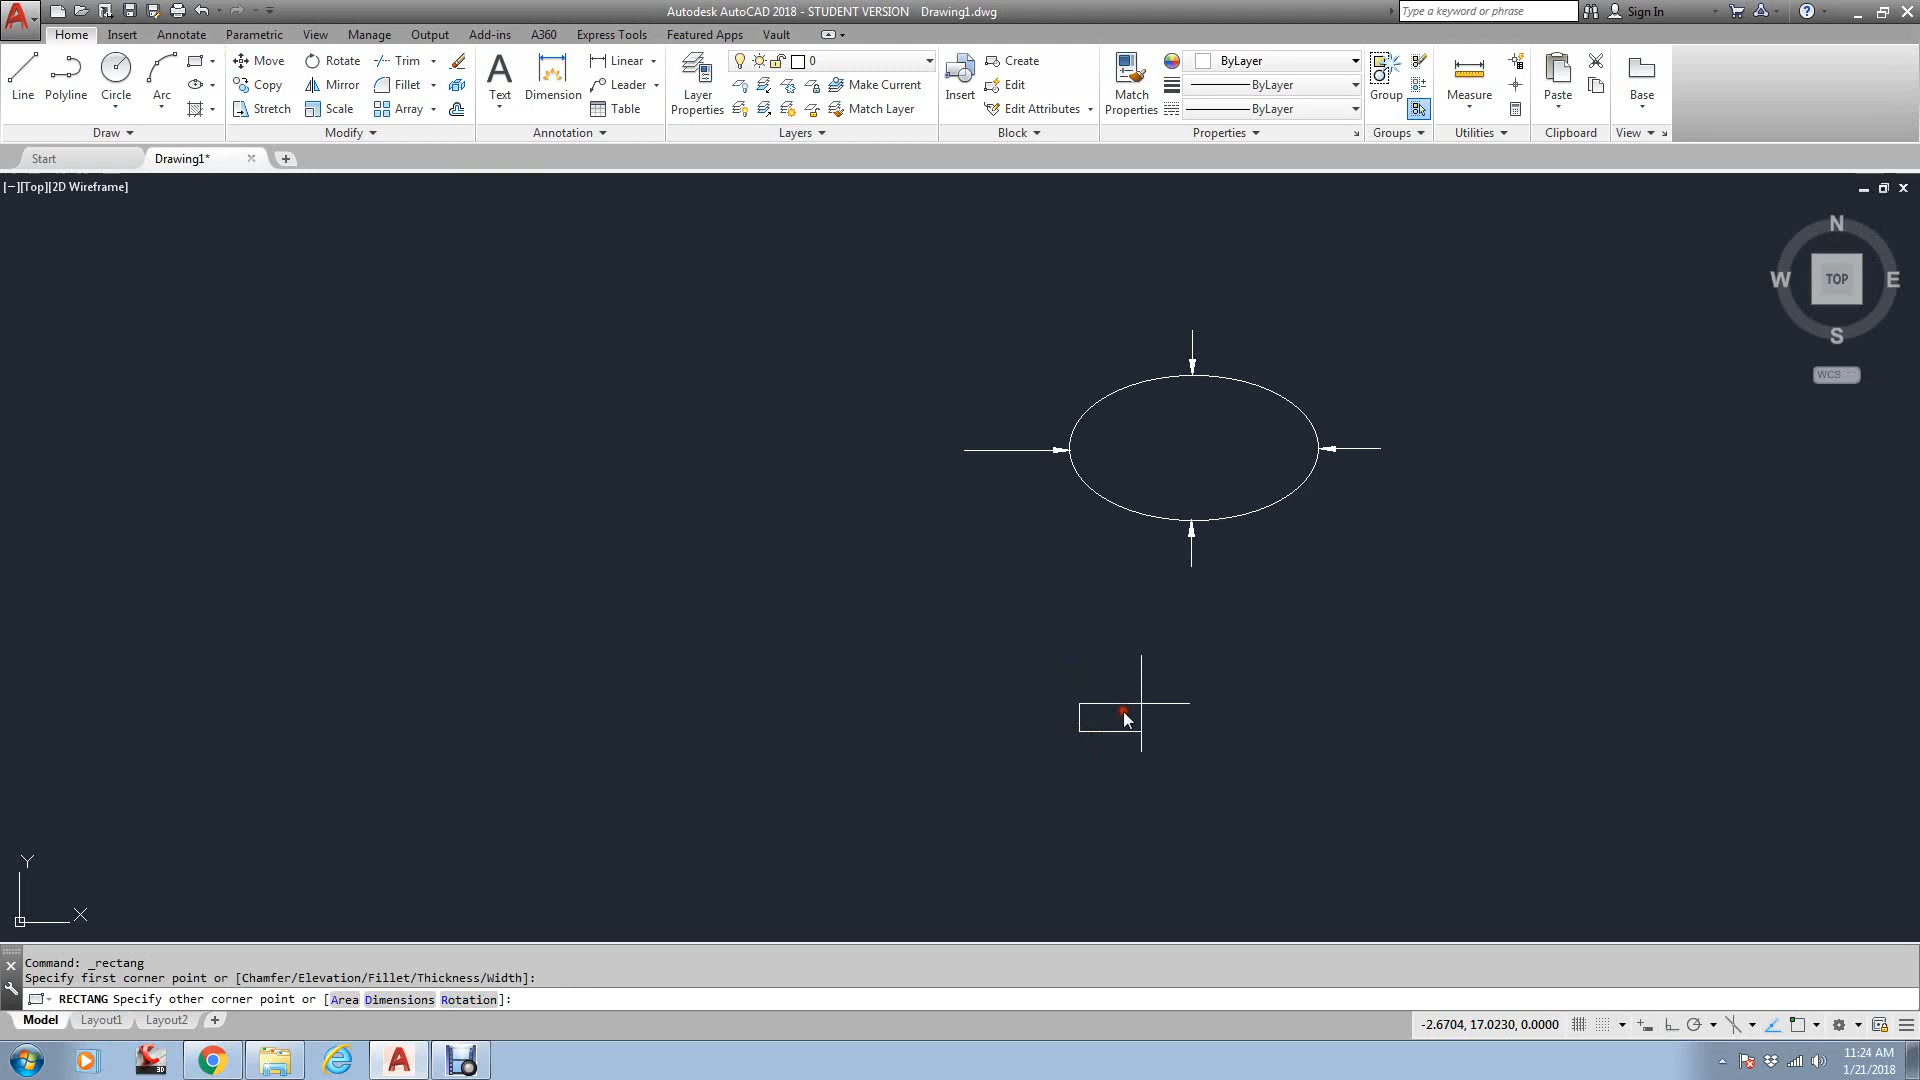 Autodesk AutoCAD 2018 - STUDENT VERSION Drawing1.dwg
Type a keyword or phrase
Sign In
Home Insert Annotate Parametric View Manage Output Add-ins A360 Express Tools Featured Apps Vault
Line Polyline Circle Arc
Move Rotate Trim
Copy Mirror Fillet
Stretch Scale Array
Text Dimension
Linear
Leader
Table
Layer Properties
0
Make Current
Match Layer
Insert
Create
Edit
Edit Attributes
Match Properties
ByLayer
ByLayer
ByLayer
Group
Measure
Paste
Base
Draw Modify Annotation Layers Block Properties Groups Utilities Clipboard View
Start Drawing1*
[−][Top][2D Wireframe]
N
W TOP E
S
WCS
Y
X
Command: _rectang
Specify first corner point or [Chamfer/Elevation/Fillet/Thickness/Width]:
RECTANG Specify other corner point or [Area Dimensions Rotation]:
Model Layout1 Layout2
-2.6704, 17.0230, 0.0000
11:24 AM
1/21/2018